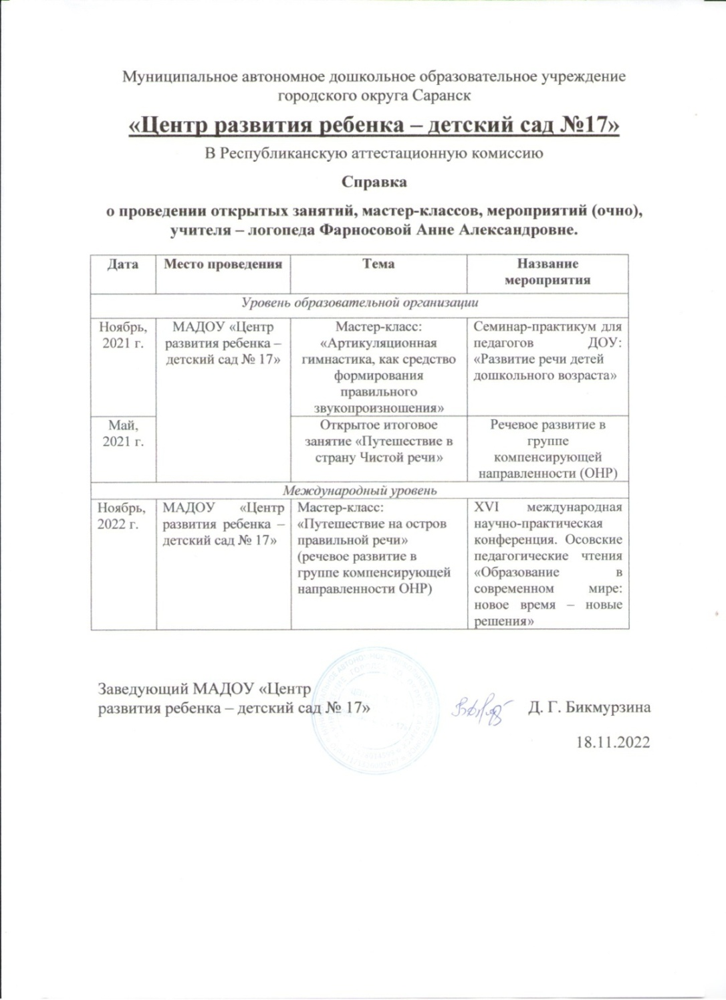 Муниципальное автономное дошкольное образовательное учреждение
городского округа Саранск
«Центр развития ребенка – детский сад №17»
В Республиканскую аттестационную комиссию
Справка
о проведении открытых занятий, мастер-классов, мероприятий (очно),
учителя – логопеда Фарносовой Анне Александровне.
Дата
Место проведения
Тема
Название
мероприятия
Уровень образовательной организации
Ноябрь,
2021 г.
МАДОУ «Центр
развития ребенка –
детский сад № 17»
Мастер-класс:
«Артикуляционная
гимнастика, как средство
формирования
правильного
звукопроизношения»
Семинар-практикум для
педагогов ДОУ:
«Развитие речи детей
дошкольного возраста»
Май,
2021 г.
Открытое итоговое
занятие «Путешествие в
страну Чистой речи»
Речевое развитие в
группе
компенсирующей
направленности (ОНР)
Международный уровень
Ноябрь,
2022 г.
МАДОУ «Центр
развития ребенка –
детский сад № 17»
Мастер-класс:
«Путешествие на остров
правильной речи»
(речевое развитие в
группе компенсирующей
направленности ОНР)
XVI международная
научно-практическая
конференция. Осовские
педагогические чтения
«Образование в
современном мире:
новое время – новые
решения»
Заведующий МАДОУ «Центр
развития ребенка – детский сад № 17»
Д. Г. Бикмурзина
18.11.2022